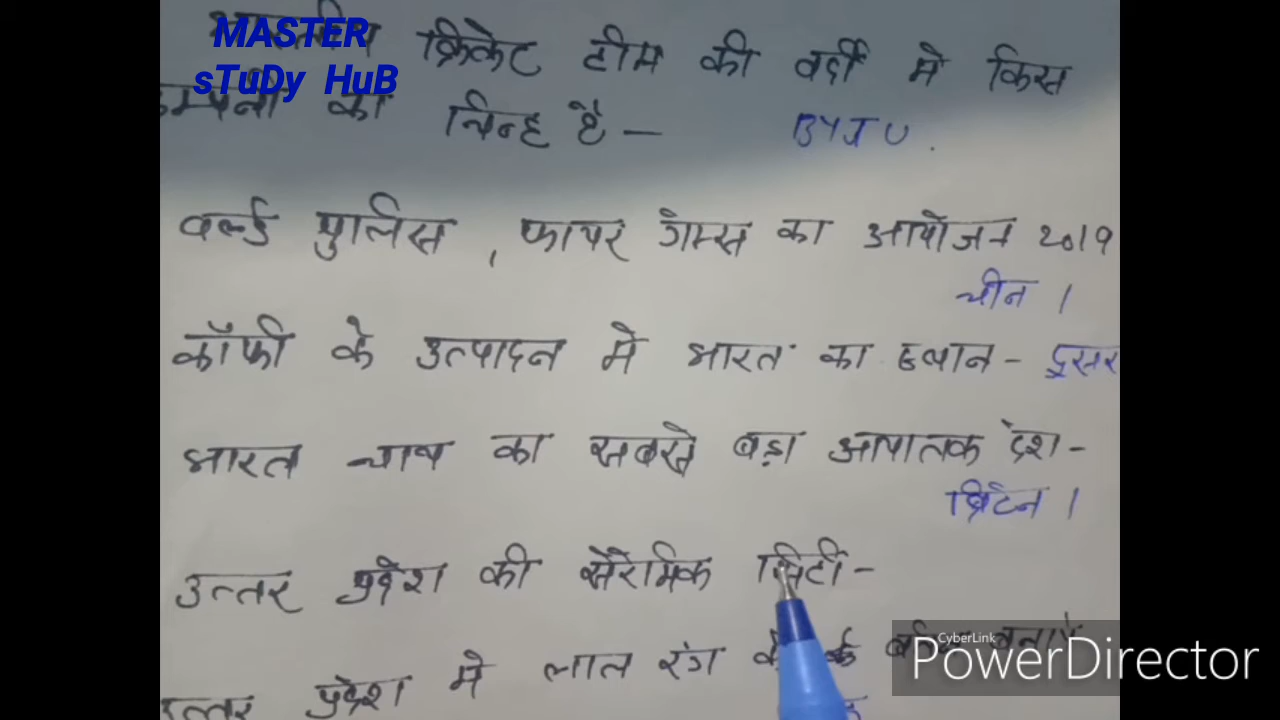 MASTER
sTuDy HuB
क्रिकेट टीम की वर्दी मे किस
का चिन्ह है - BYJU.
वर्ल्ड पुलिस, फायर गेम्स का आयोजन 2019
चीन ।
कॉफी के उत्पादन मे भारत का स्थान - दूसर
भारत चाय का सबसे बड़ा आयातक देश -
ब्रिटेन ।
उत्तर प्रदेश की सेरेमिक सिटी -
उत्तर प्रदेश मे लाल रंग के
CyberLink
PowerDirector